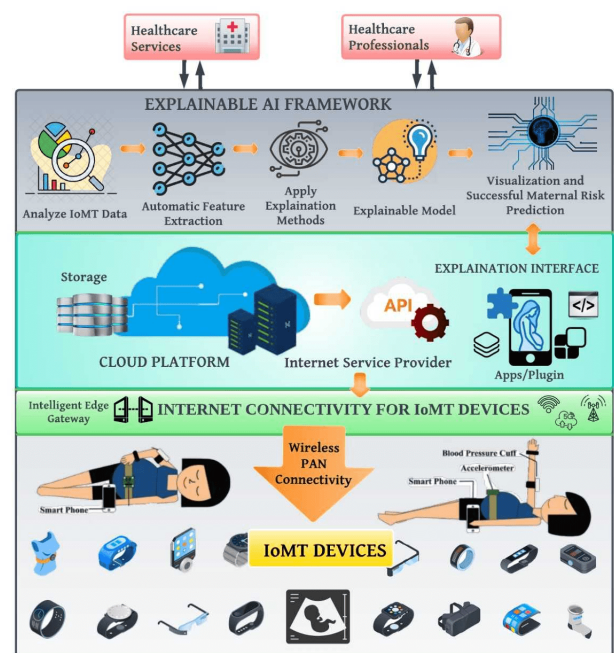 Healthcare
Services
Healthcare
Professionals
EXPLAINABLE AI FRAMEWORK
Analyze IoMT Data
Automatic Feature
Extraction
Apply
Explaination
Methods
Explainable Model
Visualization and
Successful Maternal Risk
Prediction
Storage
CLOUD PLATFORM
API
Internet Service Provider
EXPLAINATION INTERFACE
</>
Apps/Plugin
Intelligent Edge
Gateway
INTERNET CONNECTIVITY FOR IoMT DEVICES
Wireless
PAN
Connectivity
Smart Phone
Blood Pressure Cuff
Accelerometer
Smart Phone
IoMT DEVICES